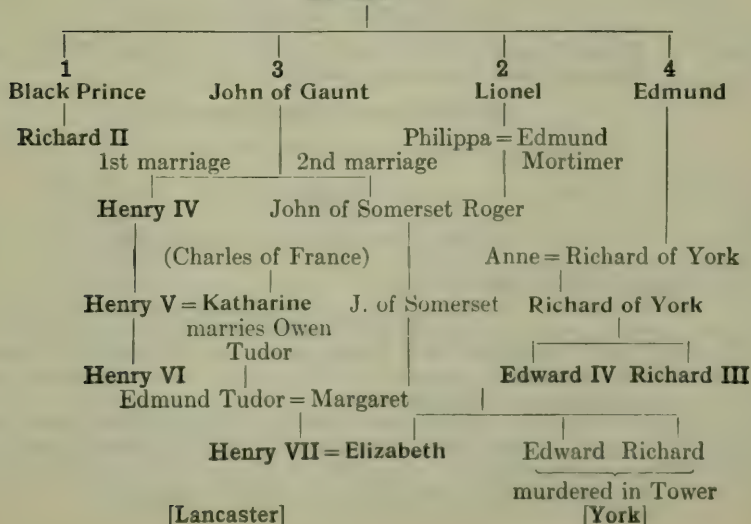 1 3 2 4
Black Prince John of Gaunt Lionel Edmund
Richard II Philippa = Edmund
1st marriage 2nd marriage Mortimer
Henry IV John of Somerset Roger
(Charles of France) Anne = Richard of York
Henry V = Katharine J. of Somerset Richard of York
marries Owen
Tudor
Henry VI Edward IV Richard III
Edmund Tudor = Margaret
Henry VII = Elizabeth Edward Richard
murdered in Tower
[Lancaster] [York]